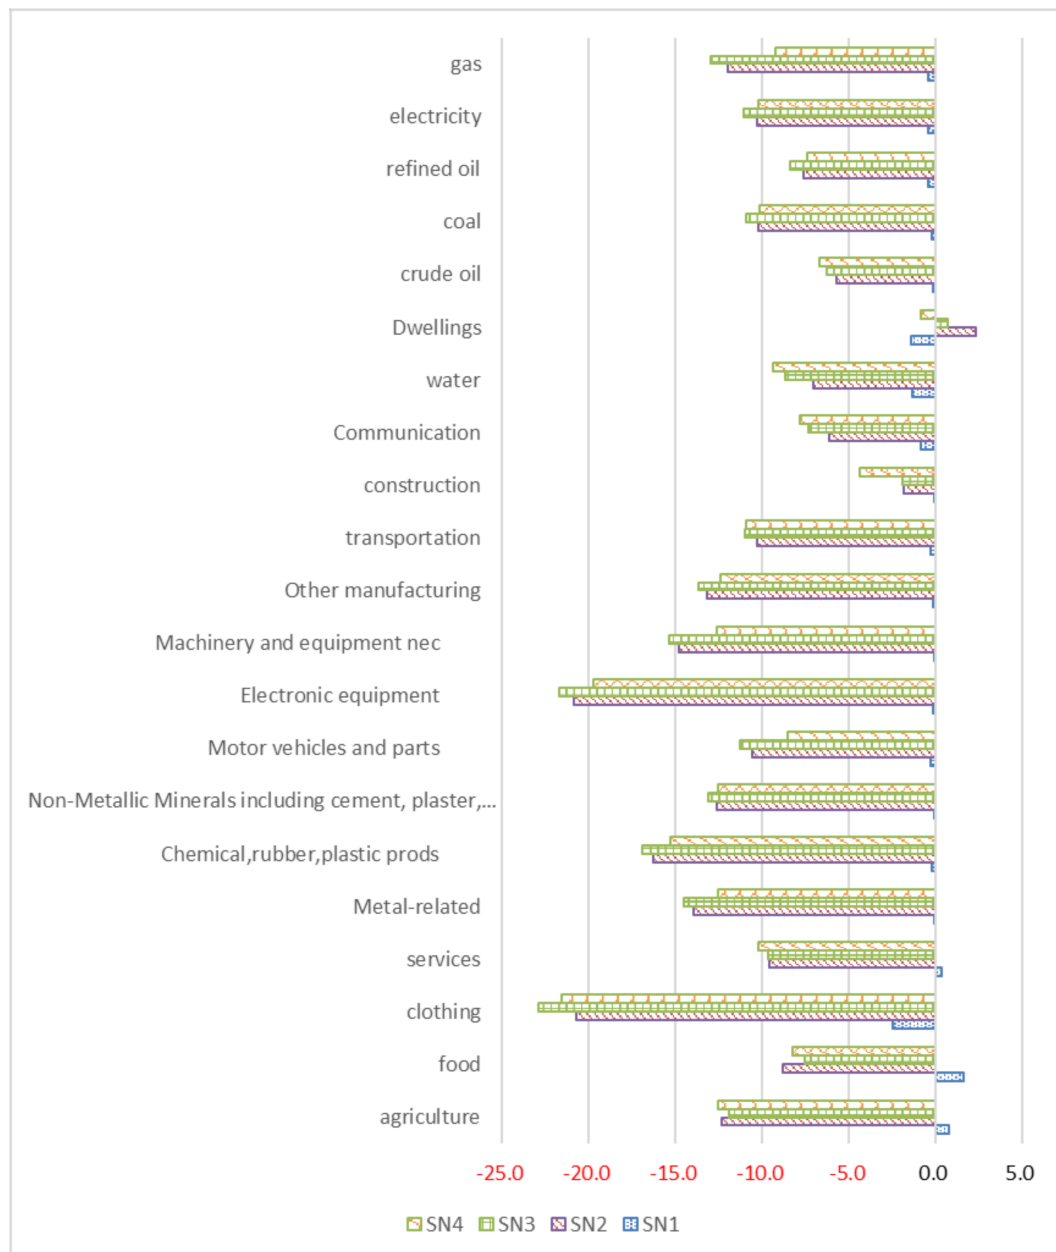 gas
electricity
refined oil
coal
crude oil
Dwellings
water
Communication
construction
transportation
Other manufacturing
Machinery and equipment nec
Electronic equipment
Motor vehicles and parts
Non-Metallic Minerals including cement, plaster,...
Chemical,rubber,plastic prods
Metal-related
services
clothing
food
agriculture
-25.0 -20.0 -15.0 -10.0 -5.0 0.0 5.0
SN4 SN3 SN2 SN1